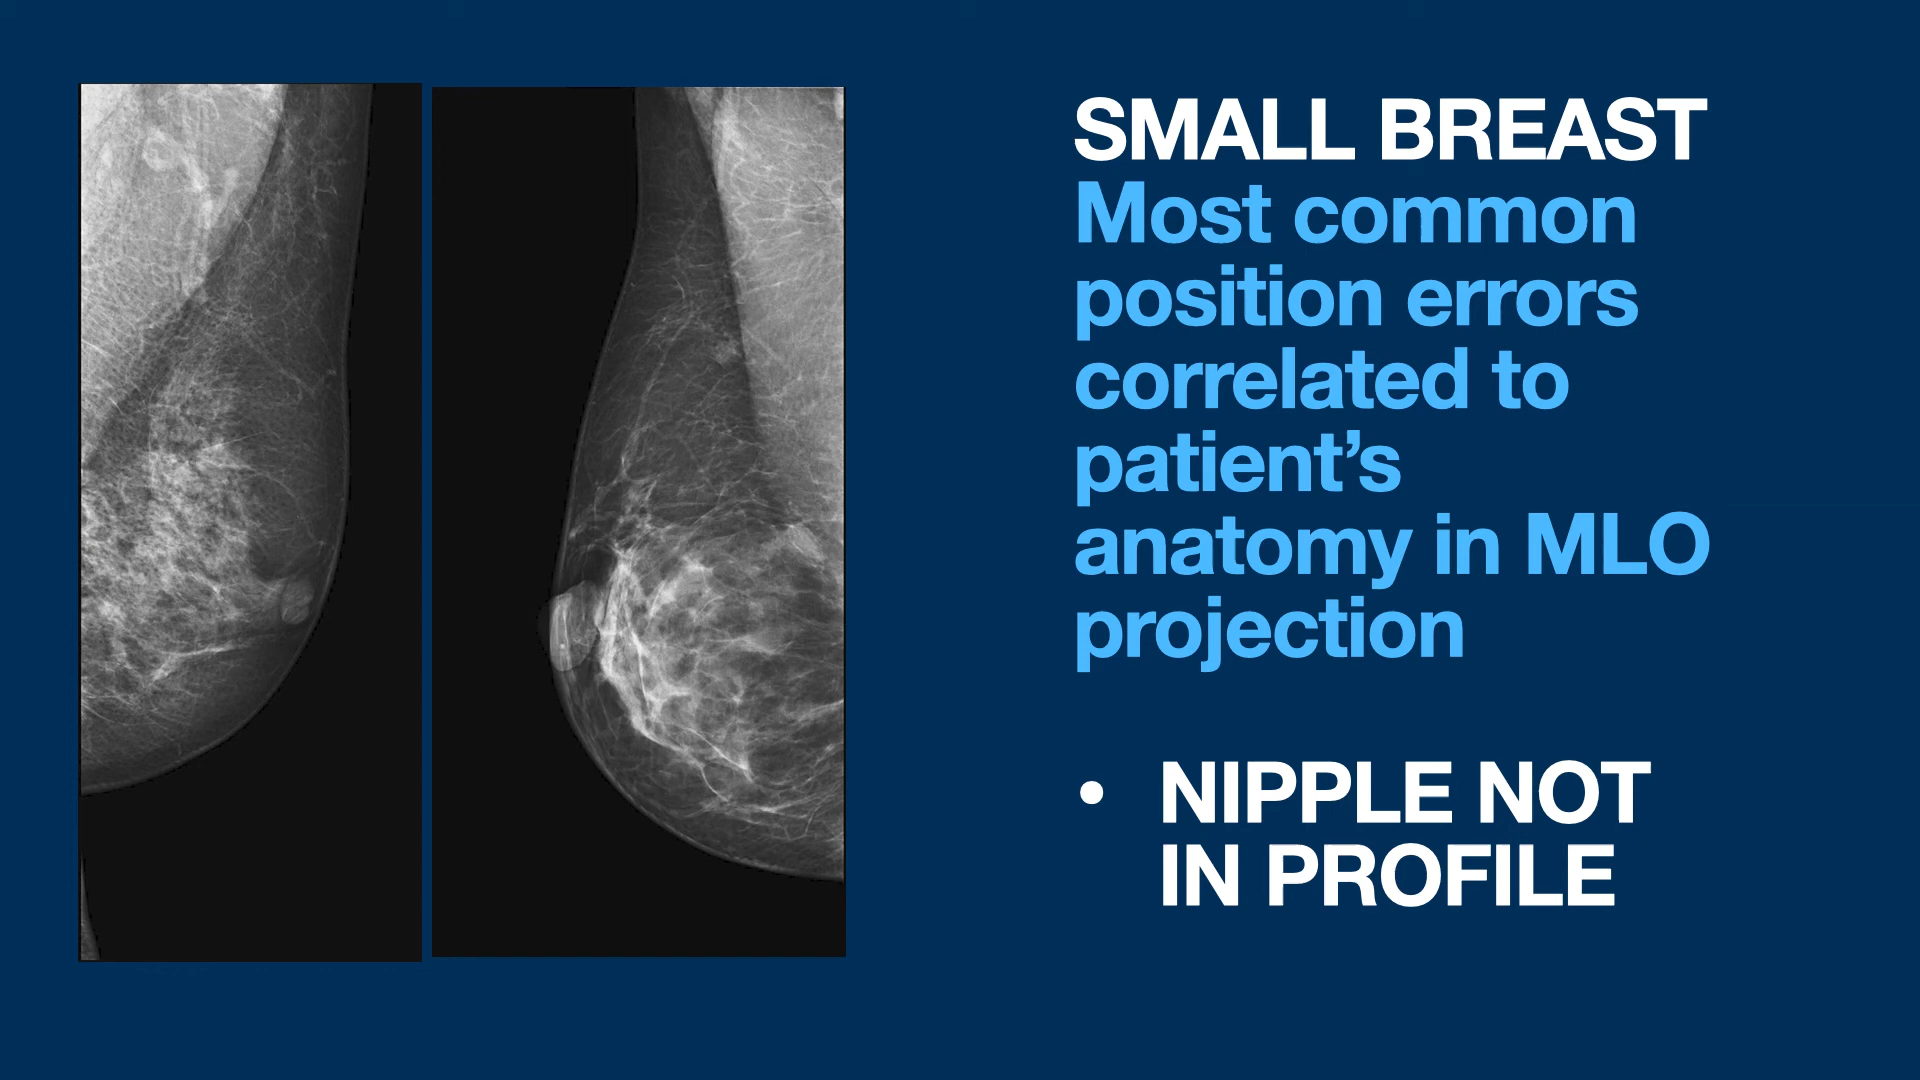 SMALL BREAST
Most common
position errors
correlated to
patient’s
anatomy in MLO
projection
• NIPPLE NOT
IN PROFILE